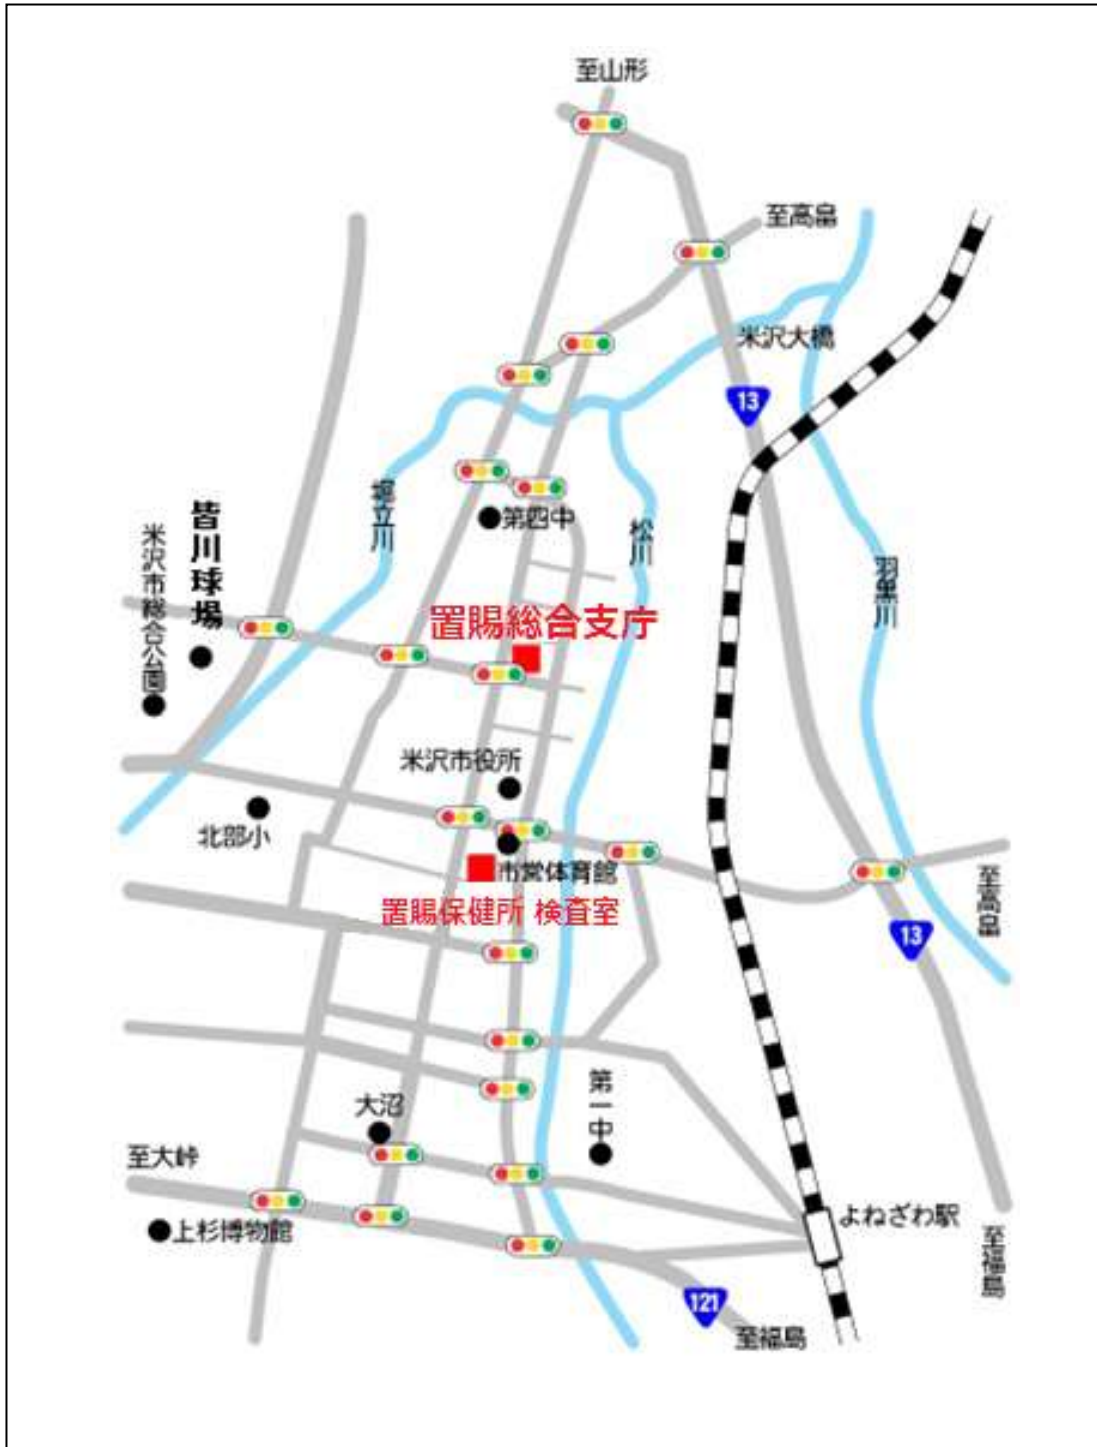 至山形
至高畠
米沢大橋
13
堀立川
皆川球場
米沢市総合公園
第四中
松川
羽黒川
置賜総合支庁
米沢市役所
北部小
市営体育館
置賜保健所 検査室
至高畠
13
大沼
第一中
至大峠
上杉博物館
よねざわ駅
至福島
121
至福島